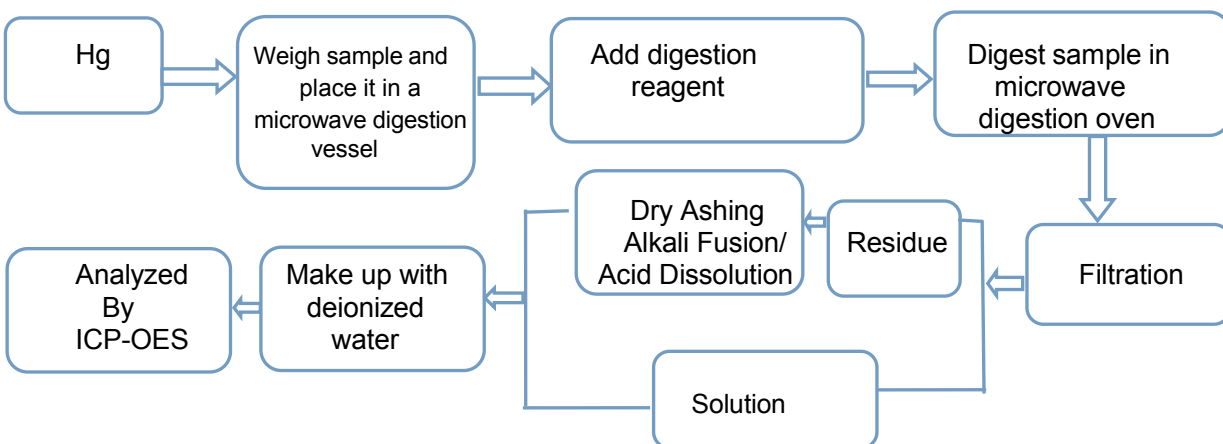 Hg
Weigh sample and
place it in a
microwave digestion
vessel
Add digestion
reagent
Digest sample in
microwave
digestion oven
Filtration
Residue
Dry Ashing
Alkali Fusion/
Acid Dissolution
Solution
Make up with
deionized
water
Analyzed
By
ICP-OES